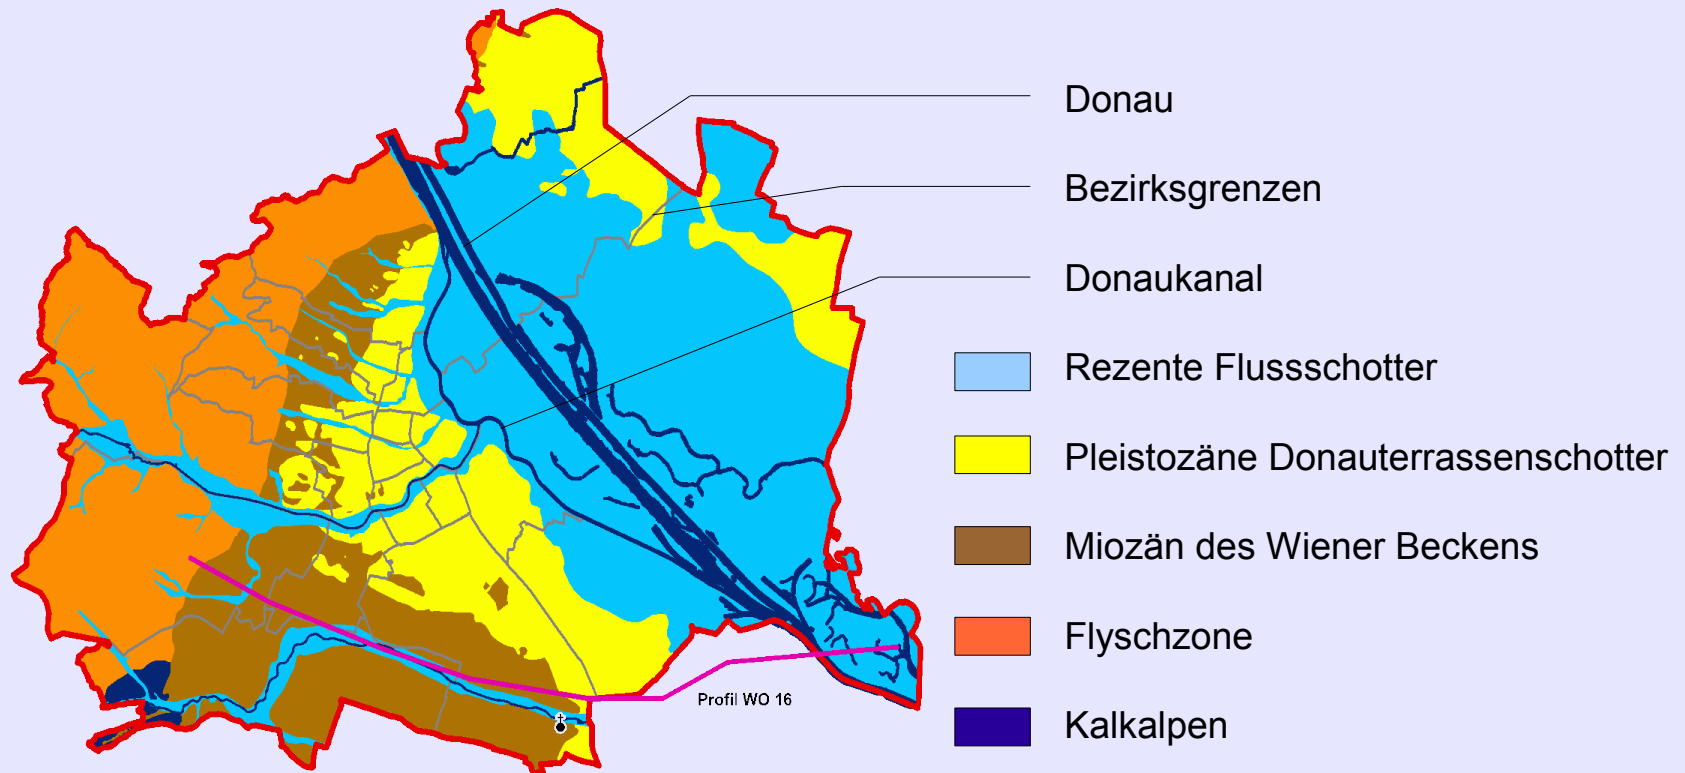 Donau
Bezirksgrenzen
Donaukanal
Rezente Flussschotter
Pleistozäne Donauterrassenschotter
Miozän des Wiener Beckens
Flyschzone
Kalkalpen
Profil WO 16